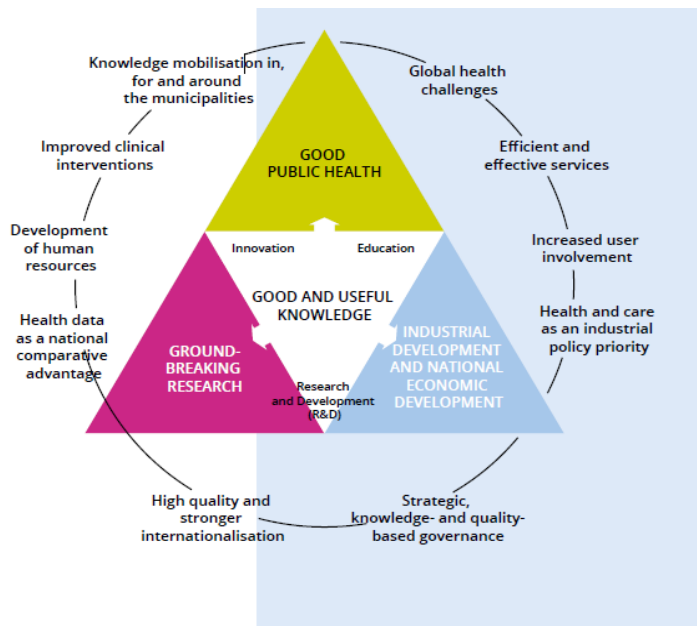 Knowledge mobilisation in,
for and around
the municipalities
Global health
challenges
Improved clinical
interventions
GOOD
PUBLIC HEALTH
Efficient and
effective services
Development
of human
resources
Innovation
Education
Increased user
involvement
GOOD AND USEFUL
KNOWLEDGE
Health data
as a national
comparative
advantage
GROUND-
BREAKING
RESEARCH
INDUSTRIAL
DEVELOPMENT
AND NATIONAL
ECONOMIC
DEVELOPMENT
Health and care
as an industrial
policy priority
Research
and Development
(R&D)
High quality and
stronger
internationalisation
Strategic,
knowledge- and quality-
based governance